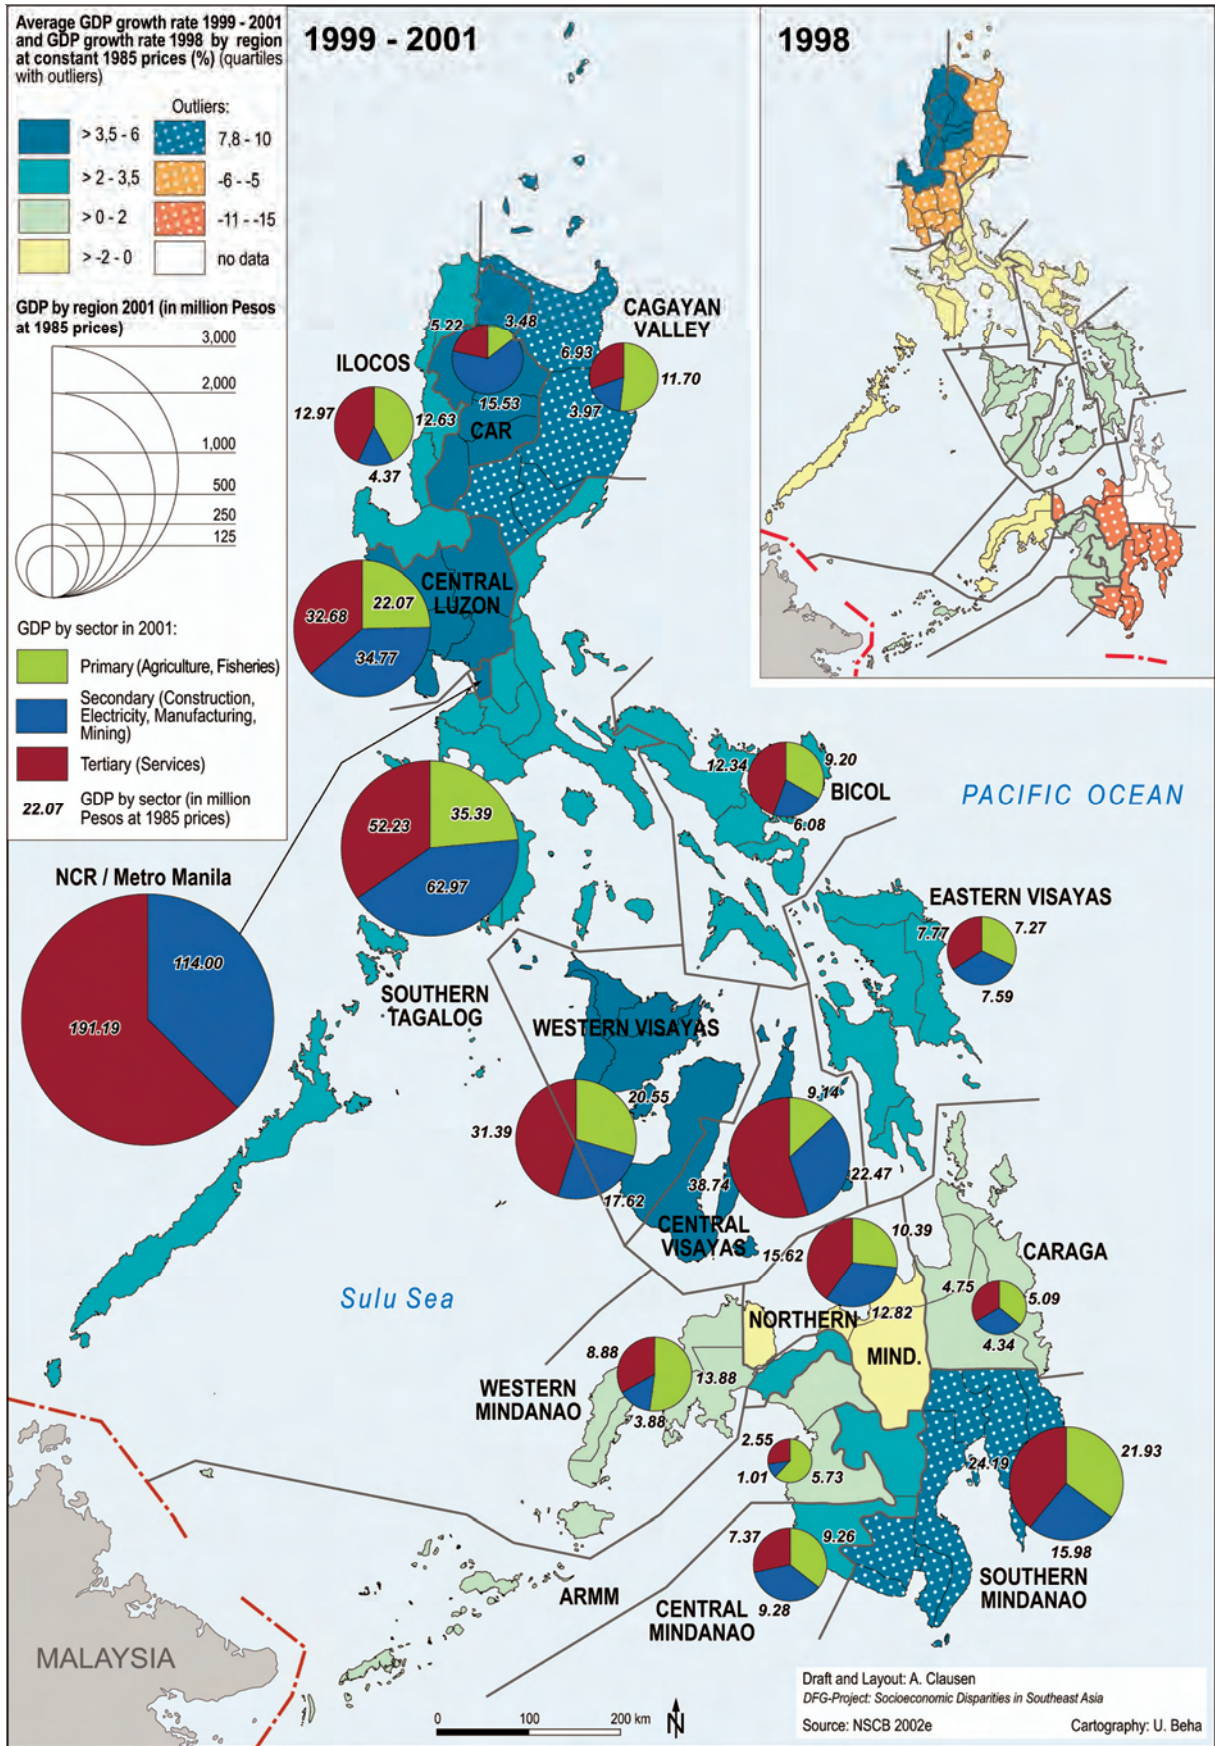 Average GDP growth rate 1999 - 2001
and GDP growth rate 1998 by region
at constant 1985 prices (%) (quartiles
with outliers)
Outliers:
> 3,5 - 6
7,8 - 10
> 2 - 3,5
-6 - -5
> 0 - 2
-11 - -15
> -2 - 0
no data
GDP by region 2001 (in million Pesos
at 1985 prices)
3,000
2,000
1,000
500
250
125
GDP by sector in 2001:
Primary (Agriculture, Fisheries)
Secondary (Construction,
Electricity, Manufacturing,
Mining)
Tertiary (Services)
22.07
GDP by sector (in million
Pesos at 1985 prices)
1999 - 2001
1998
CAGAYAN
VALLEY
5.22
3.48
6.93
11.70
3.97
ILOCOS
15.53
CAR
12.97
12.63
4.37
CENTRAL
LUZON
32.68
22.07
34.77
12.34
9.20
BICOL
6.08
PACIFIC OCEAN
52.23
35.39
62.97
NCR / Metro Manila
114.00
191.19
EASTERN VISAYAS
7.77
7.27
7.59
SOUTHERN
TAGALOG
WESTERN VISAYAS
20.55
31.39
17.62
9.14
22.47
38.74
CENTRAL
VISAYAS
10.39
15.62
12.82
NORTHERN
MIND.
CARAGA
4.75
5.09
4.34
Sulu Sea
8.88
13.88
3.88
WESTERN
MINDANAO
2.55
1.01
5.73
21.93
24.19
15.98
SOUTHERN
MINDANAO
7.37
9.26
9.28
ARMM
CENTRAL
MINDANAO
MALAYSIA
0
100
200 km
N
Draft and Layout: A. Clausen
DFG-Project: Socioeconomic Disparities in Southeast Asia
Source: NSCB 2002e
Cartography: U. Beha